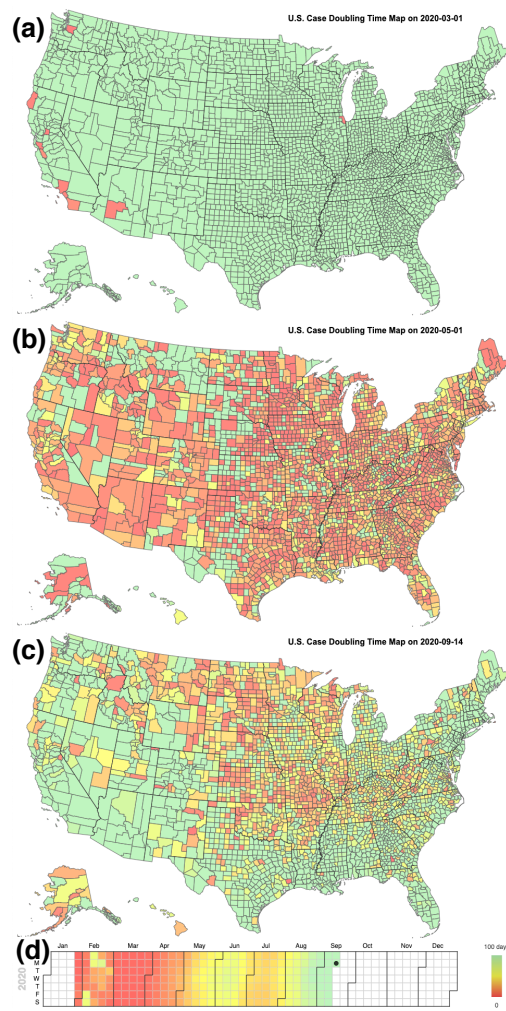 (a)
U.S. Case Doubling Time Map on 2020-03-01
(b)
U.S. Case Doubling Time Map on 2020-05-01
(c)
U.S. Case Doubling Time Map on 2020-09-14
(d)
Jan Feb Mar Apr May Jun Jul Aug Sep Oct Nov Dec
2020
M
T
W
T
F
S
100 day
0